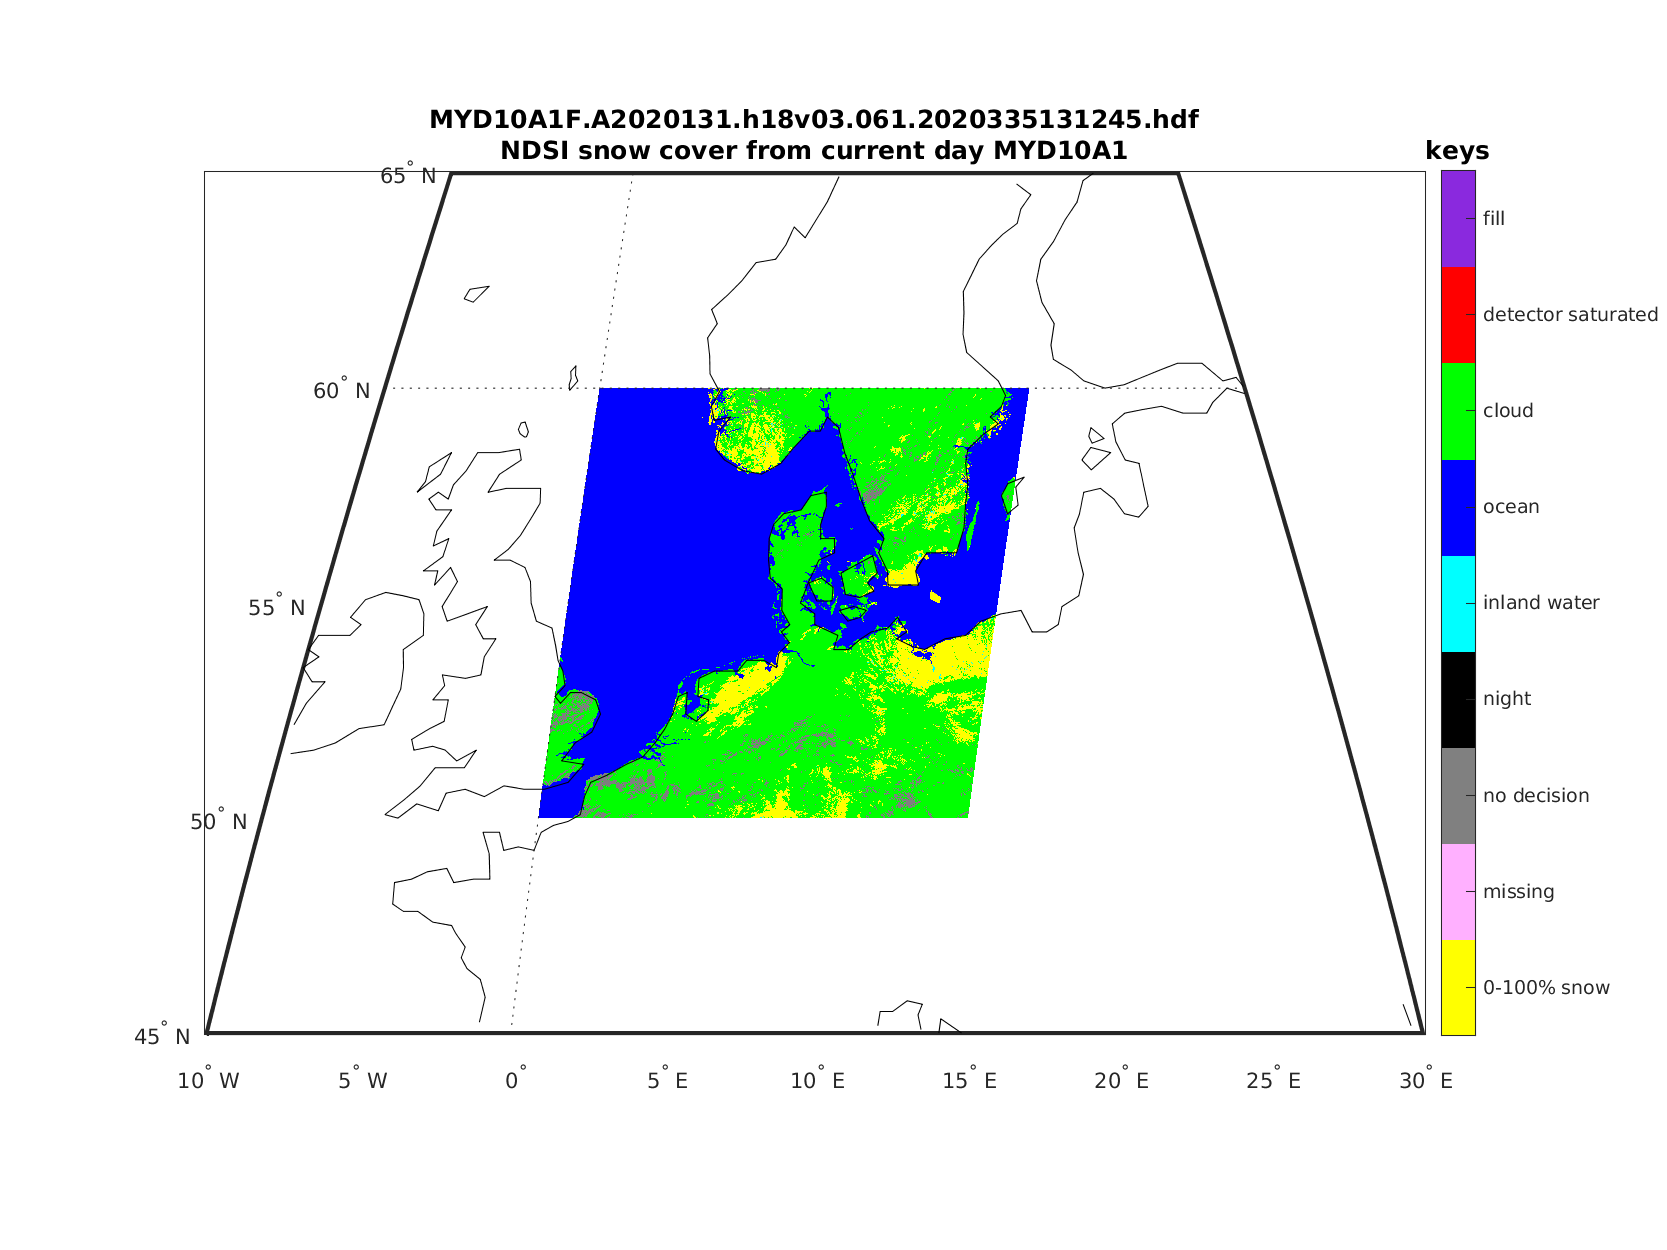 MYD10A1F.A2020131.h18v03.061.2020335131245.hdf
NDSI snow cover from current day MYD10A1
keys
65° N
60° N
55° N
50° N
45° N
10° W
5° W
0°
5° E
10° E
15° E
20° E
25° E
30° E
fill
detector saturated
cloud
ocean
inland water
night
no decision
missing
0-100% snow